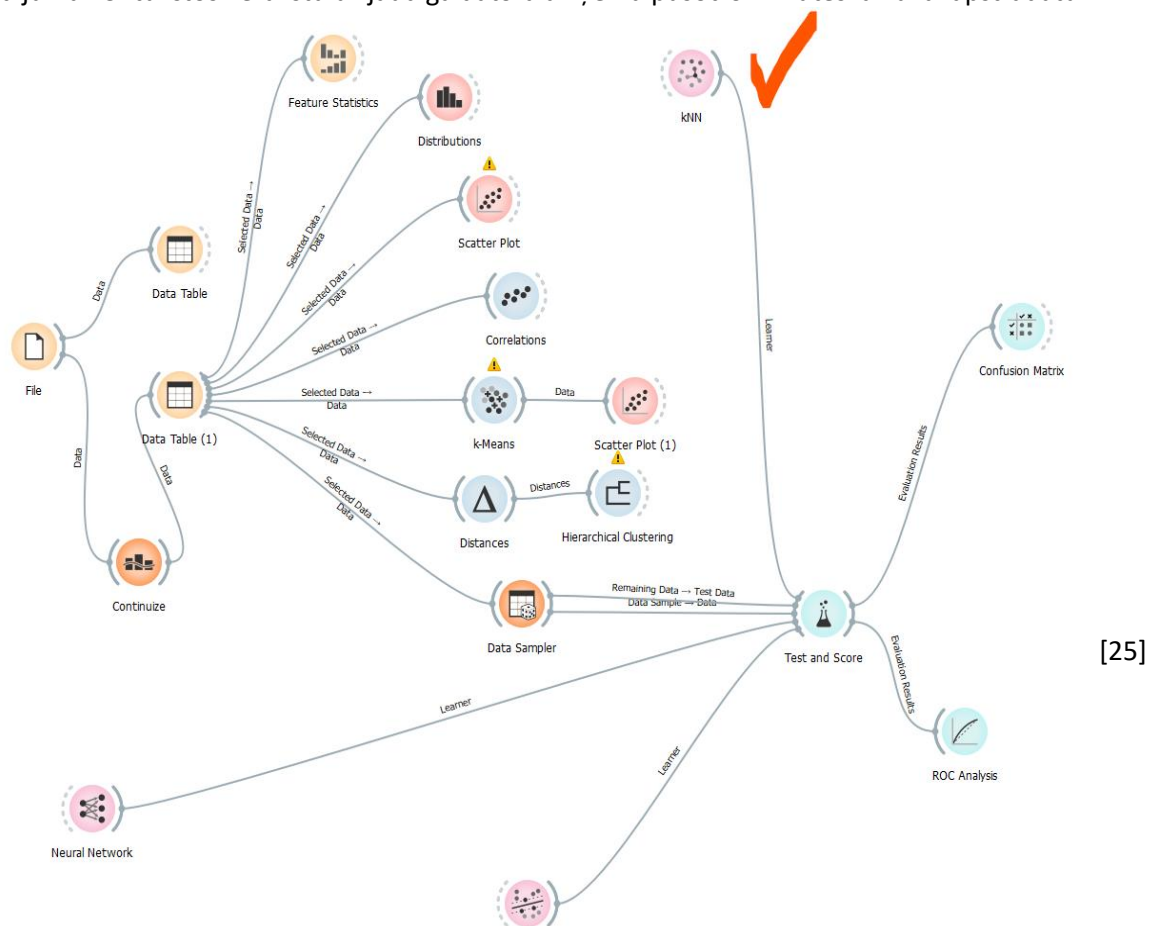 Feature Statistics
kNN
Distributions
Selected Data →
Data
Selected Data →
Data
Scatter Plot
Selected Data →
Data
Data
Data Table
Correlations
Selected Data →
Data
Learner
File
Confusion Matrix
Selected Data →
Data
Data
Data Table (1)
k-Means
Scatter Plot (1)
Data
Data
Selected Data →
Data
Distances
Evaluation Results
Selected Data →
Data
Distances
Hierarchical Clustering
Continuize
Remaining Data → Test Data
Data Sample → Data
Data Sampler
Test and Score
[25]
Evaluation Results
Learner
Learner
ROC Analysis
Neural Network